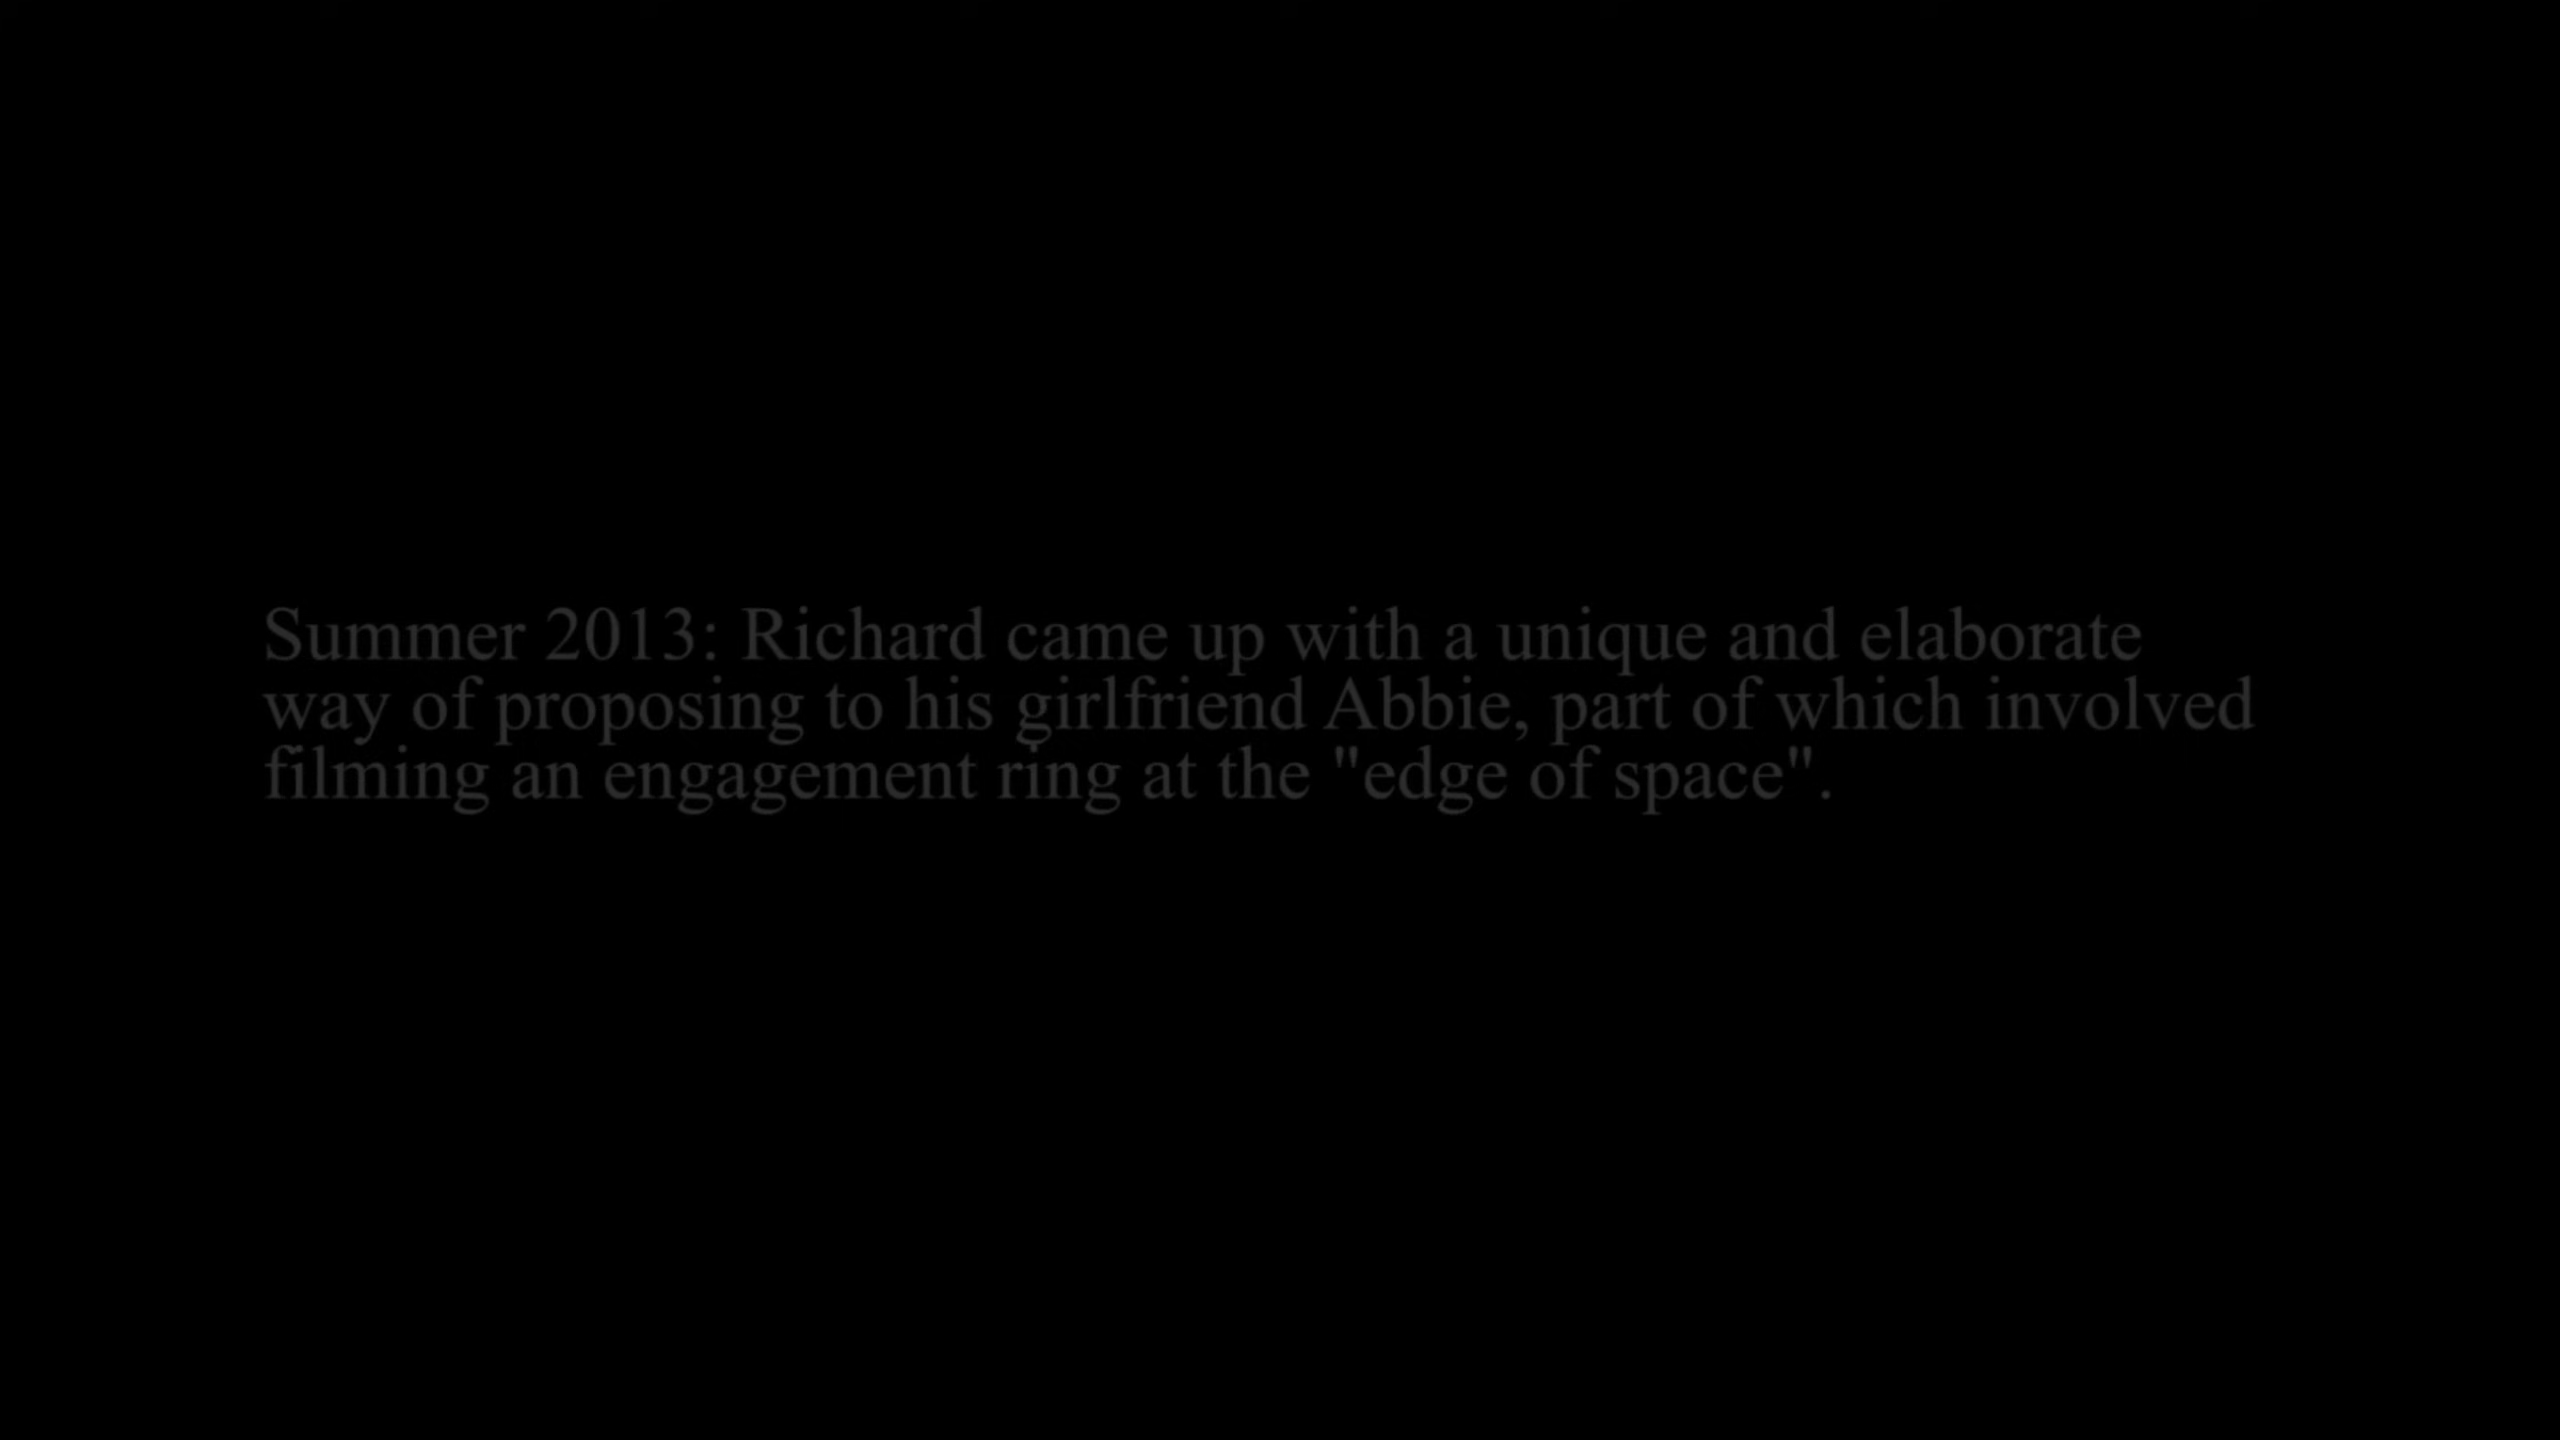 Summer 2013: Richard came up with a unique and elaborate
way of proposing to his girlfriend Abbie, part of which involved
filming an engagement ring at the "edge of space".